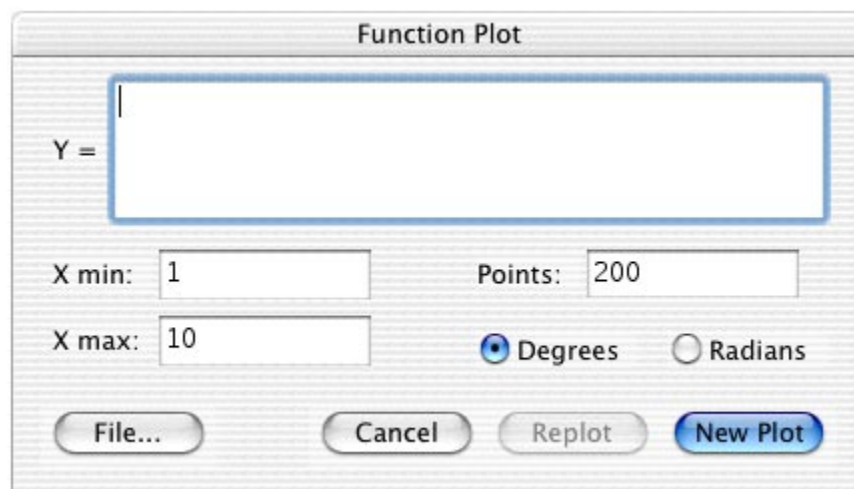 Function Plot
Y =
X min: 1 Points: 200
X max: 10 Degrees Radians
File... Cancel Replot New Plot